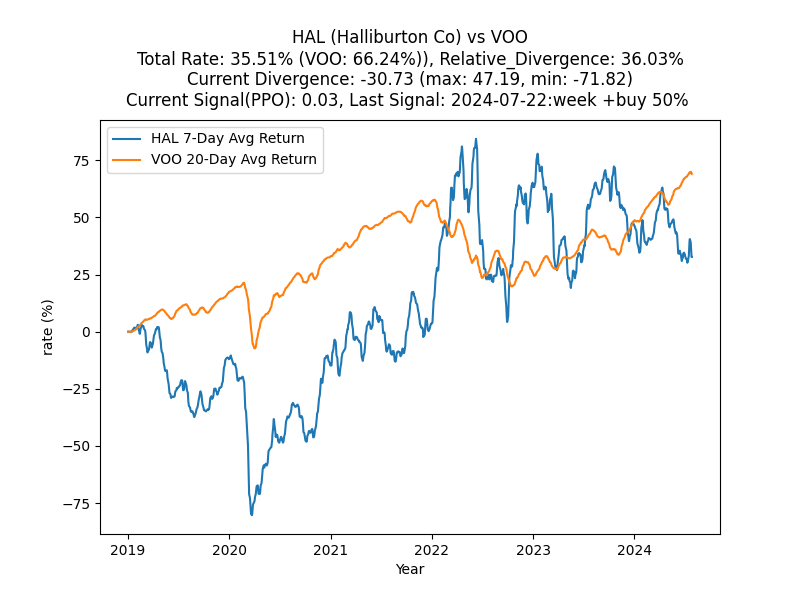 HAL (Halliburton Co) vs VOO
Total Rate: 35.51% (VOO: 66.24%)), Relative_Divergence: 36.03%
Current Divergence: -30.73 (max: 47.19, min: -71.82)
Current Signal(PPO): 0.03, Last Signal: 2024-07-22:week +buy 50%
HAL 7-Day Avg Return
VOO 20-Day Avg Return
75
50
25
0
−25
−50
−75
rate (%)
2019 2020 2021 2022 2023 2024
Year